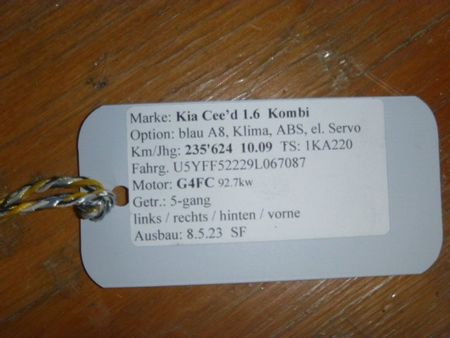 Marke: Kia Cee'd 1.6 Kombi
Option: blau A8, Klima, ABS, el. Servo
Km/Jhg: 235'624 10.09 TS: 1KA220
Fahrg. U5YFF52229L067087
Motor: G4FC 92.7kw
Getr.: 5-gang
links / rechts / hinten / vorne
Ausbau: 8.5.23 SF